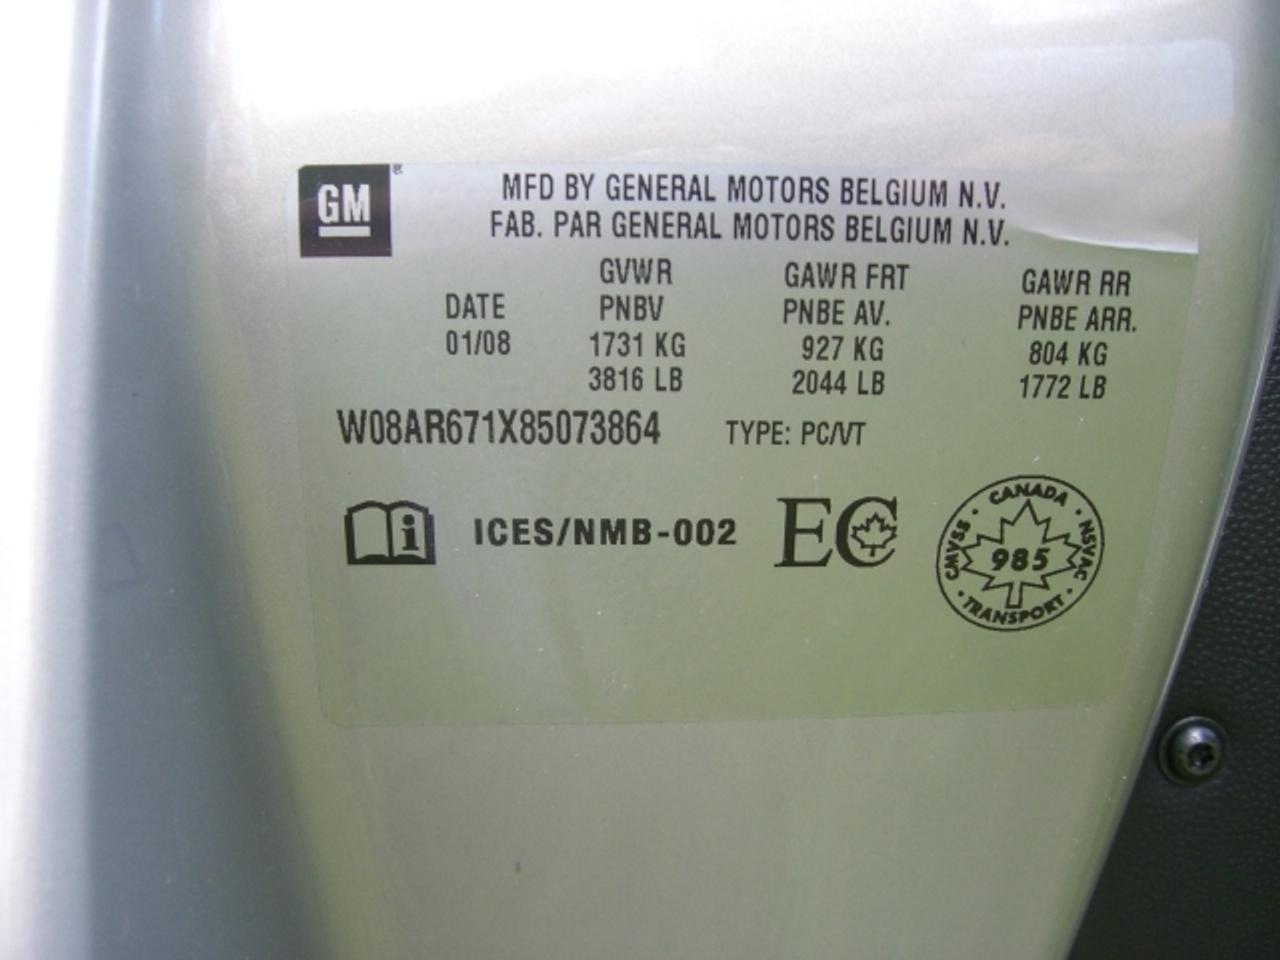 GM®
MFD BY GENERAL MOTORS BELGIUM N.V.
FAB. PAR GENERAL MOTORS BELGIUM N.V.
GVWR GAWR FRT GAWR RR
DATE PNBV PNBE AV. PNBE ARR.
01/08 1731 KG 927 KG 804 KG
3816 LB 2044 LB 1772 LB
W08AR671X85073864 TYPE: PC/VT
i ICES/NMB-002 EC
CANADA
CMVSS 985 NSVAC
TRANSPORT